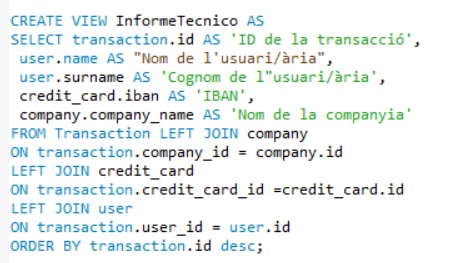 CREATE VIEW InformeTecnico AS
SELECT transaction.id AS 'ID de la transacció',
user.name AS "Nom de l'usuari/ària",
user.surname AS 'Cognom de l"usuari/ària',
credit_card.iban AS 'IBAN',
company.company_name AS 'Nom de la companyia'
FROM Transaction LEFT JOIN company
ON transaction.company_id = company.id
LEFT JOIN credit_card
ON transaction.credit_card_id =credit_card.id
LEFT JOIN user
ON transaction.user_id = user.id
ORDER BY transaction.id desc;